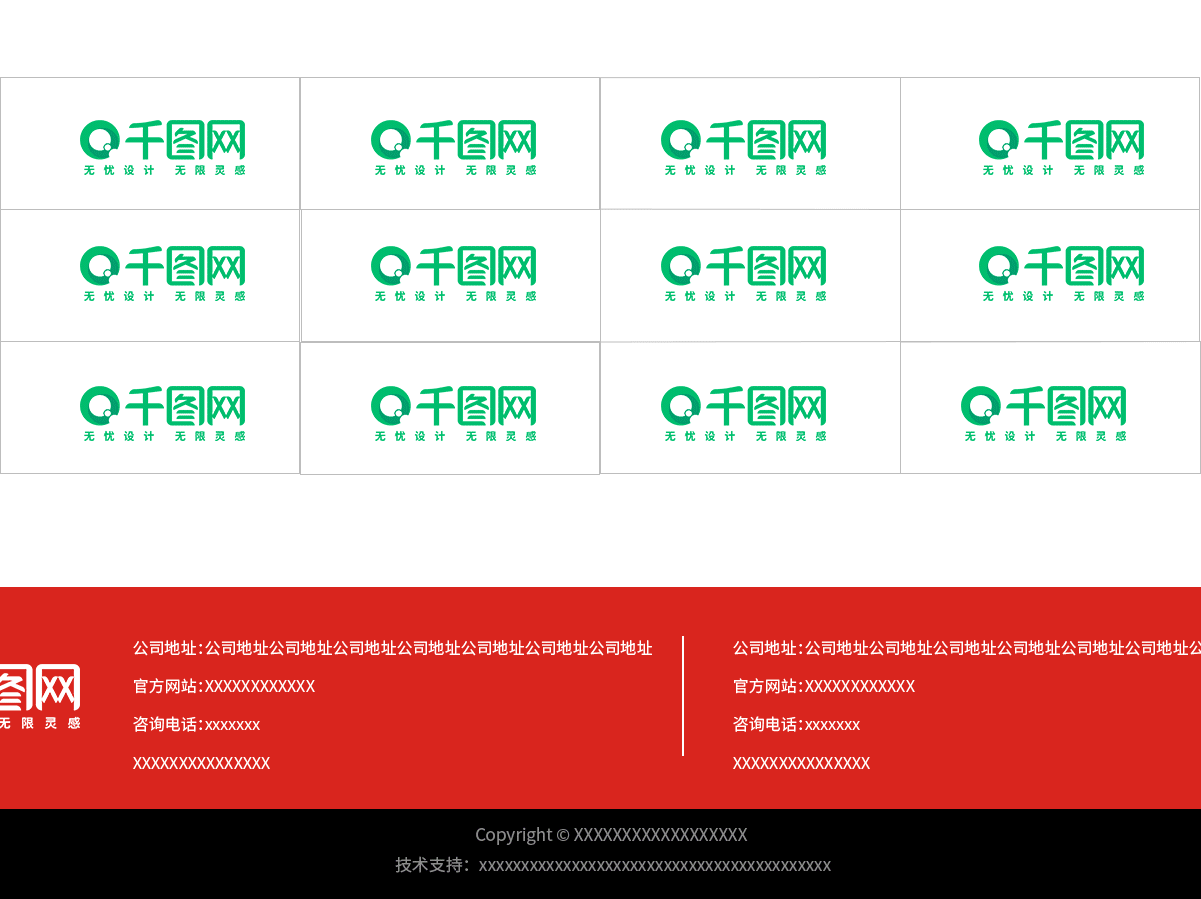 千图网 千图网 千图网 千图网
无忧设计 无限灵感 无忧设计 无限灵感 无忧设计 无限灵感 无忧设计 无限灵感
千图网 千图网 千图网 千图网
无忧设计 无限灵感 无忧设计 无限灵感 无忧设计 无限灵感 无忧设计 无限灵感
千图网 千图网 千图网 千图网
无忧设计 无限灵感 无忧设计 无限灵感 无忧设计 无限灵感 无忧设计 无限灵感
图网
无限灵感
公司地址：公司地址公司地址公司地址公司地址公司地址公司地址公司地址
官方网站：XXXXXXXXXXXX
咨询电话：xxxxxxx
XXXXXXXXXXXXXXX
公司地址：公司地址公司地址公司地址公司地址公司地址公司地址公
官方网站：XXXXXXXXXXXX
咨询电话：xxxxxxx
XXXXXXXXXXXXXXX
Copyright © XXXXXXXXXXXXXXXXXX
技术支持：xxxxxxxxxxxxxxxxxxxxxxxxxxxxxxxxxxxxxxxxxx